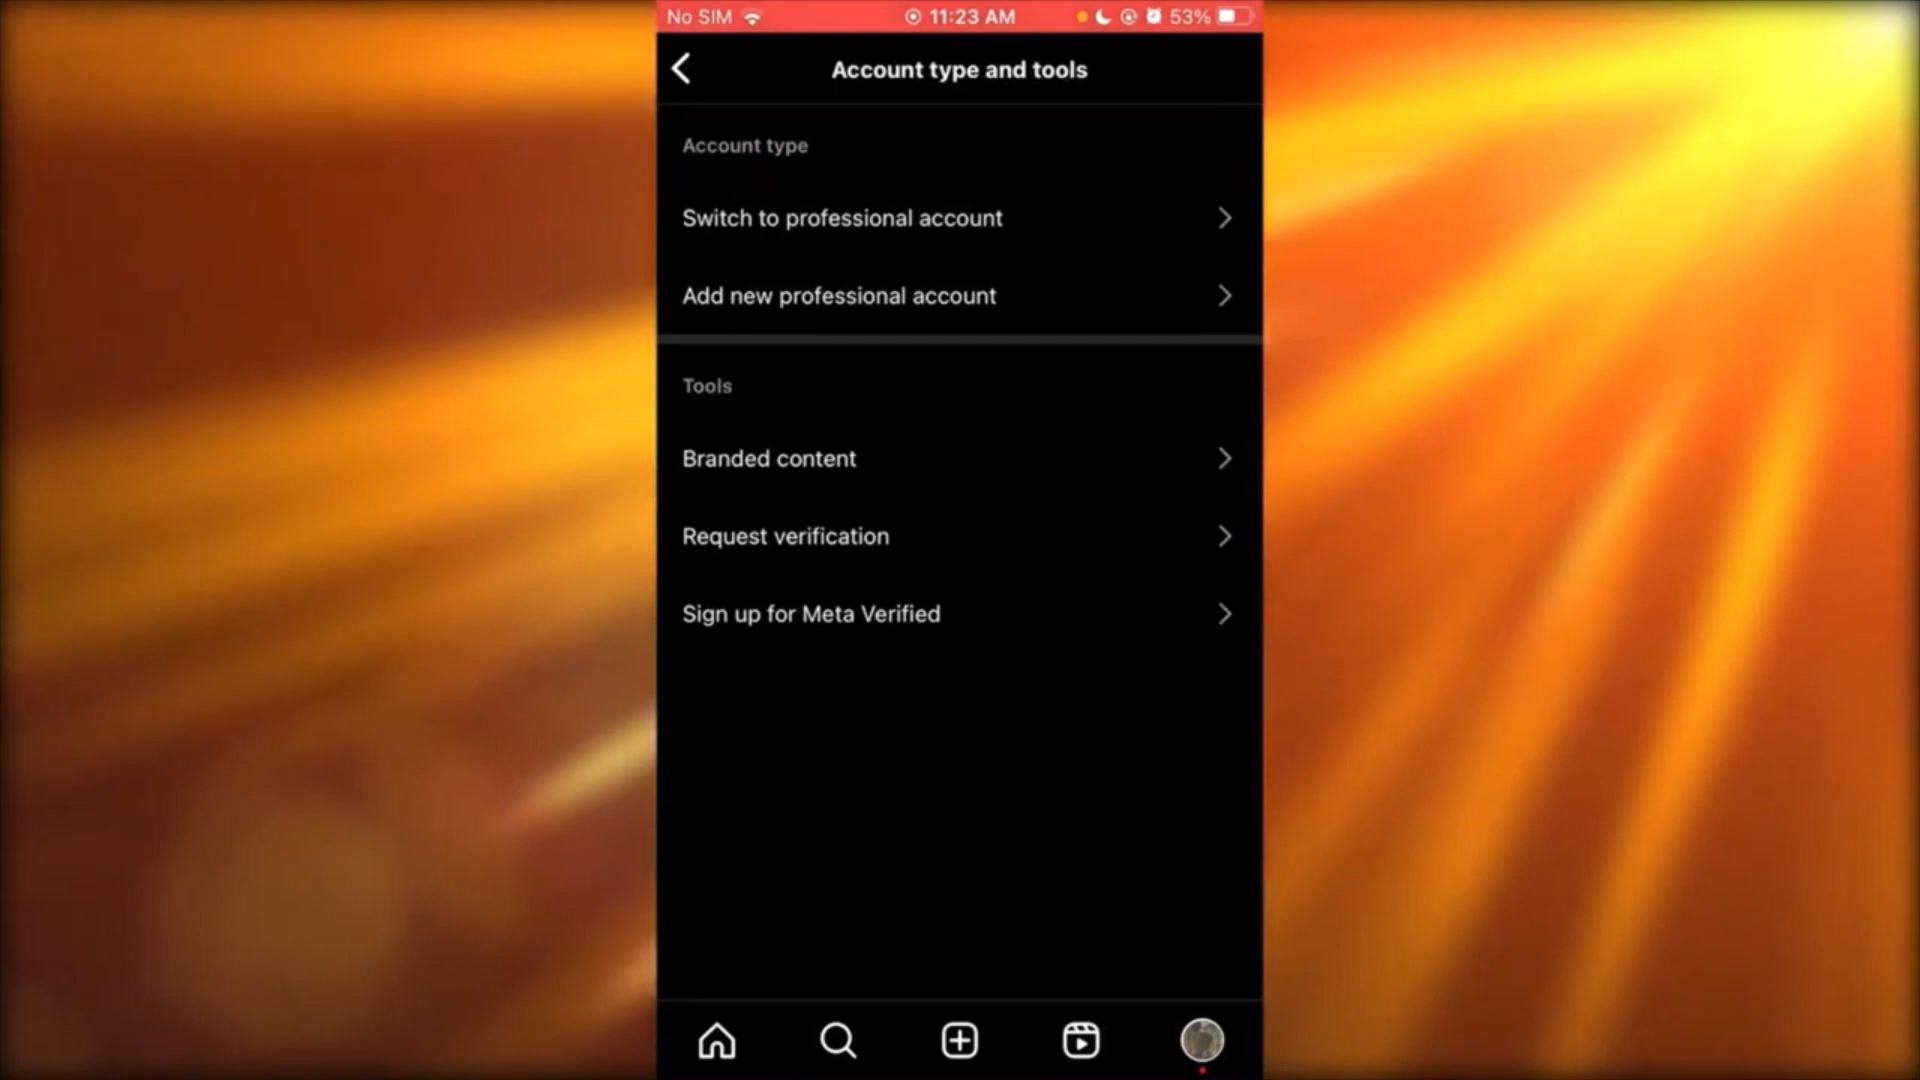 No SIM 11:23 AM 53%
Account type and tools
Account type
Switch to professional account
Add new professional account
Tools
Branded content
Request verification
Sign up for Meta Verified